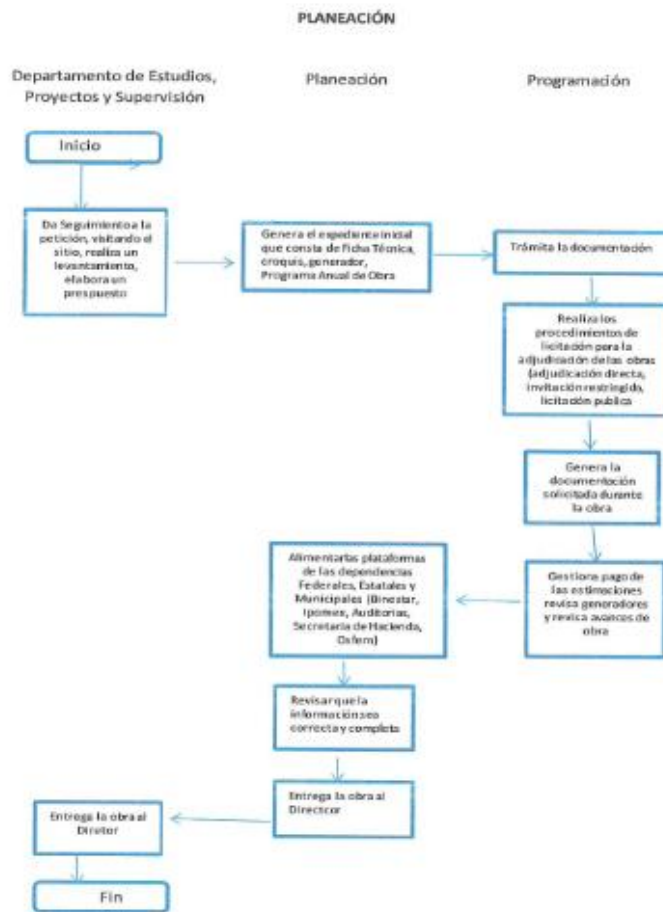 PLANEACIÓN
Departamento de Estudios,
Proyectos y Supervisión
Planeación
Programación
Inicio
Da Seguimiento a la
petición, visitando el
sitio, realiza un
levantamiento,
elabora un
prespuesto
Genera el expediente inicial
que consta de Ficha Técnica,
croquis, generador,
Programa Anual de Obra
Trámita la documentación
Realiza los
procedimientos de
licitación para la
adjudicación de las obras
(adjudicación directa,
invitación restringida,
licitación publica
Genera la
documentación
solicitada durante
la obra
Gestiona pago de
las estimaciones
revisa generadores
y revisa avances de
obra
Alimentarlas plataformas
de las dependencias
Federales, Estatales y
Municipales (Binestar,
Ipomex, Auditorias,
Secretaria de Hacienda,
Osfem)
Revisar que la
información sea
correcta y completa
Entrega la obra al
Directcor
Entrega la obra al
Diretor
Fin